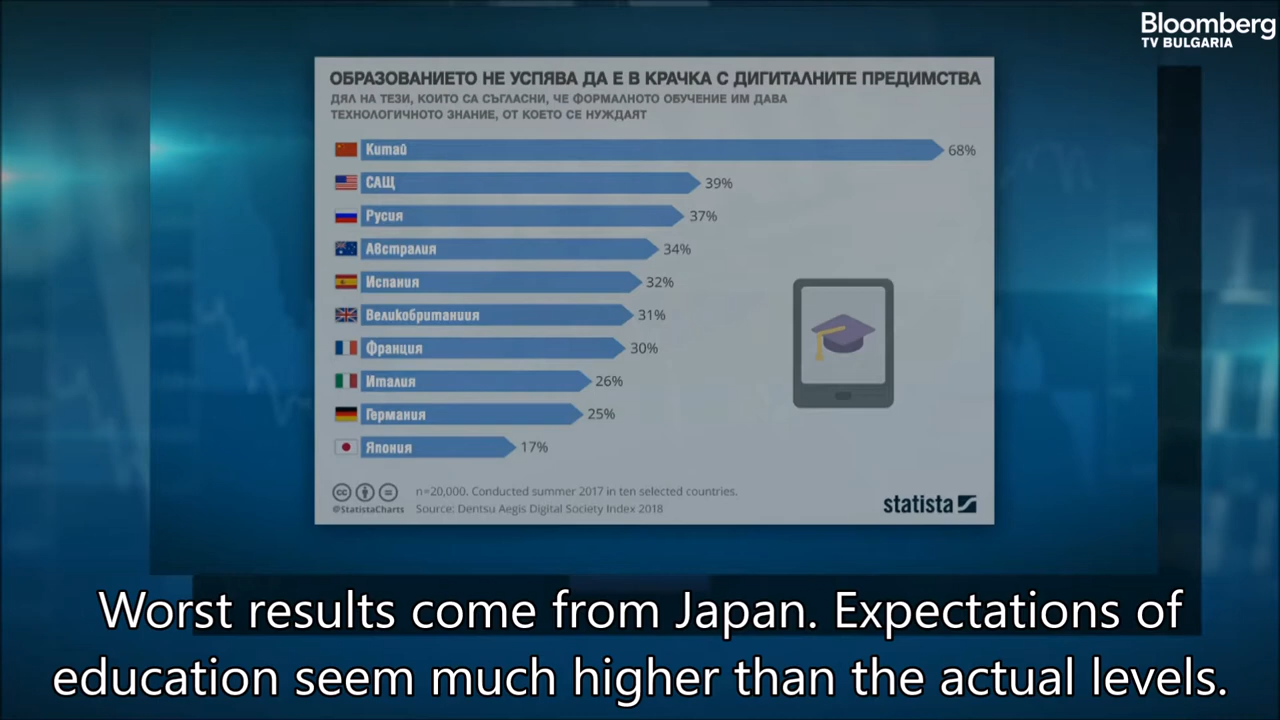 Bloomberg
TV BULGARIA
ОБРАЗОВАНИЕТО НЕ УСПЯВА ДА Е В КРАЧКА С ДИГИТАЛНИТЕ ПРЕДИМСТВА
ДЯЛ НА ТЕЗИ, КОИТО СА СЪГЛАСНИ, ЧЕ ФОРМАЛНОТО ОБУЧЕНИЕ ИМ ДАВА
ТЕХНОЛОГИЧНОТО ЗНАНИЕ, ОТ КОЕТО СЕ НУЖДАЯТ
Китай 68%
САЩ 39%
Русия 37%
Австралия 34%
Испания 32%
Великобританиия 31%
Франция 30%
Италия 26%
Германия 25%
Япония 17%
n=20,000. Conducted summer 2017 in ten selected countries.
@StatistaCharts Source: Dentsu Aegis Digital Society Index 2018
statista
Worst results come from Japan. Expectations of
education seem much higher than the actual levels.